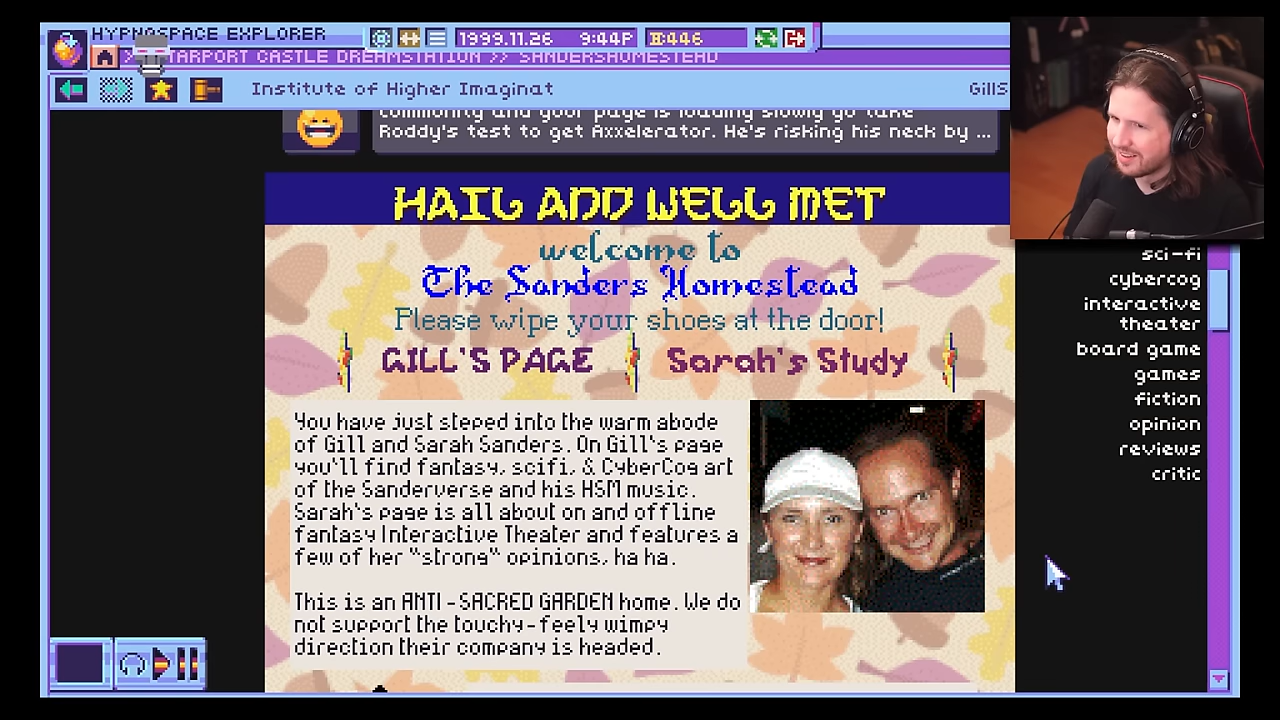 HYPNOSPACE EXPLORER
1999.11.26 9:44P
446
TARPORT CASTLE DREAMSTATION >> SANDERSHOMESTEAD
Institute of Higher Imaginat
GillS
community and your page is loading slowly go take
Roddy's test to get Axxelerator. He's risking his neck by ...
HAIL AND WELL MET
welcome to
The Sanders Homestead
Please wipe your shoes at the door!
GILL'S PAGE Sarah's Study
You have just steped into the warm abode
of Gill and Sarah Sanders. On Gill's page
you'll find fantasy, scifi, & CyberCog art
of the Sanderverse and his HSM music.
Sarah's page is all about on and offline
fantasy Interactive Theater and features a
few of her "strong" opinions, ha ha.
This is an ANTI-SACRED GARDEN home. We do
not support the touchy-feely wimpy
direction their company is headed.
sci-fi
cybercog
interactive
theater
board game
games
fiction
opinion
reviews
critic